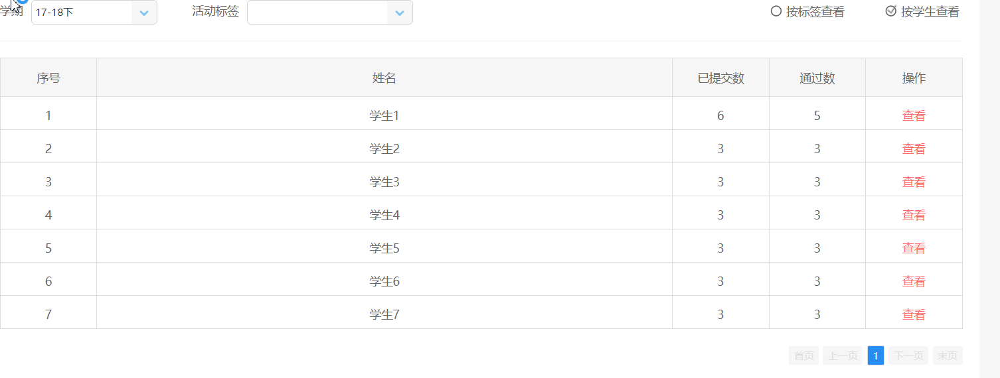 学期 17-18下 活动标签 按标签查看 按学生查看
序号 姓名 已提交数 通过数 操作
1 学生1 6 5 查看
2 学生2 3 3 查看
3 学生3 3 3 查看
4 学生4 3 3 查看
5 学生5 3 3 查看
6 学生6 3 3 查看
7 学生7 3 3 查看
首页 上一页 1 下一页 末页